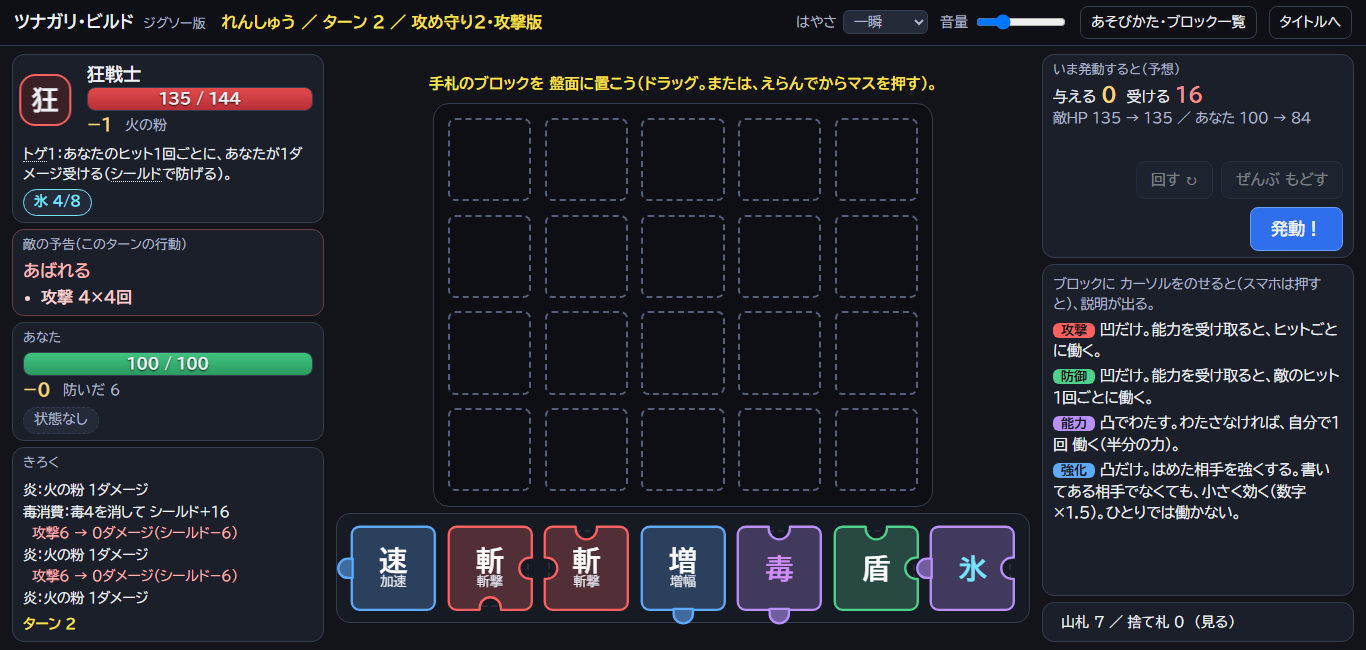 ツナガリ・ビルド ジグソー版 れんしゅう ／ ターン 2 ／ 攻め守り2・攻撃版 はやさ 一瞬 音量 あそびかた・ブロック一覧 タイトルへ
狂
狂戦士
135 / 144
−1 火の粉
トゲ1：あなたのヒット1回ごとに、あなたが1ダ
メージ受ける（シールドで防げる）。
氷 4/8
敵の予告（このターンの行動）
あばれる
• 攻撃 4×4回
あなた
100 / 100
−0 防いだ 6
状態なし
きろく
炎：火の粉 1ダメージ
毒消費：毒4を消して シールド+16
攻撃6 → 0ダメージ（シールド−6）
炎：火の粉 1ダメージ
攻撃6 → 0ダメージ（シールド−6）
炎：火の粉 1ダメージ
ターン 2
手札のブロックを 盤面に置こう（ドラッグ。または、えらんでからマスを押す）。
速
加速
斬
斬撃
斬
斬撃
増
増幅
毒
盾
氷
いま発動すると（予想）
与える 0 受ける 16
敵HP 135 → 135 ／ あなた 100 → 84
回す ↻
ぜんぶ もどす
発動！
ブロックに カーソルをのせると（スマホは押す
と）、説明が出る。
攻撃 凹だけ。能力を受け取ると、ヒットごと
に働く。
防御 凹だけ。能力を受け取ると、敵のヒット
1回ごとに働く。
能力 凸でわたす。わたさなければ、自分で1
回 働く（半分の力）。
強化 凸だけ。はめた相手を強くする。書い
てある相手でなくても、小さく効く（数字
×1.5）。ひとりでは働かない。
山札 7 ／ 捨て札 0 （見る）